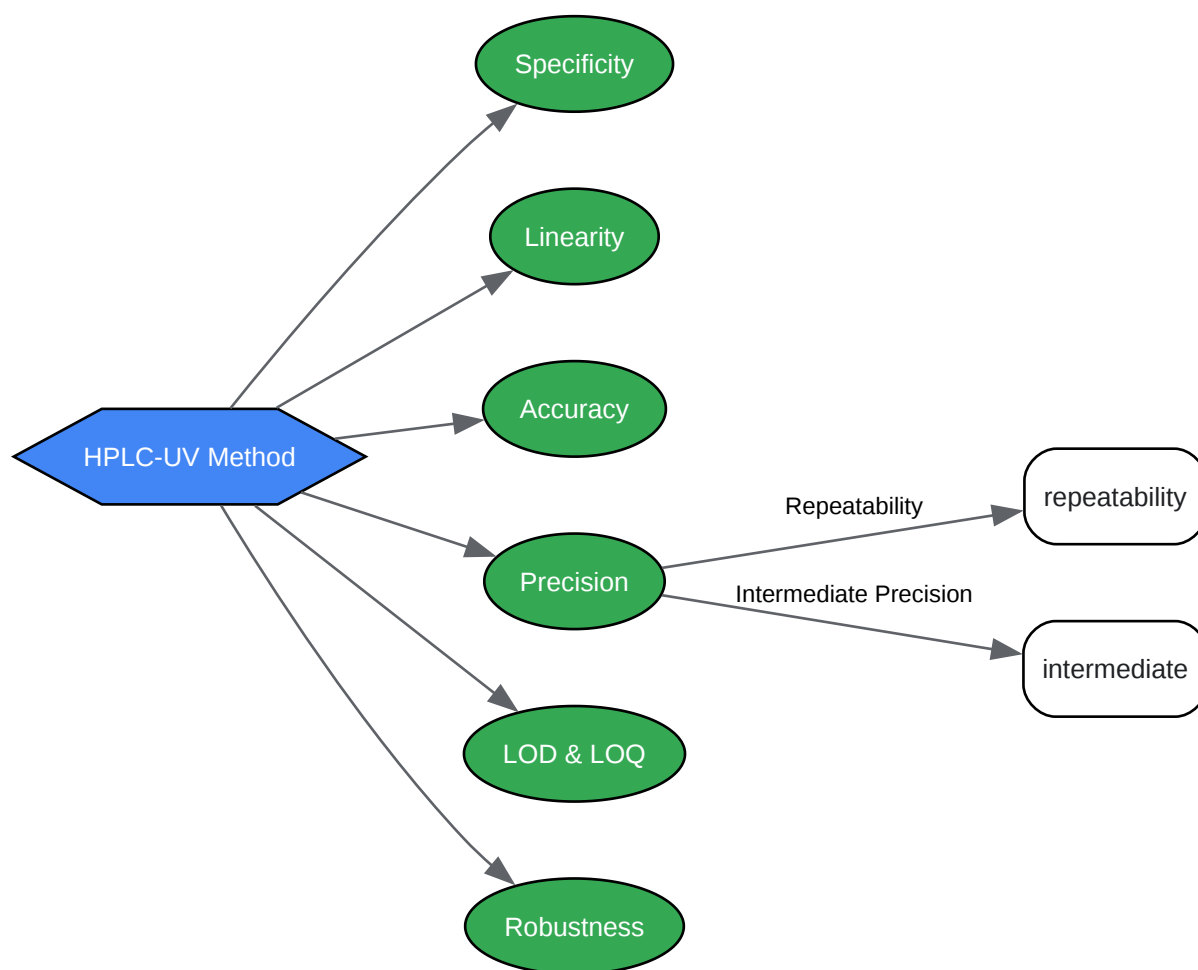 Specificity
Linearity
Accuracy
HPLC-UV Method
Repeatability
repeatability
Precision
Intermediate Precision
intermediate
LOD & LOQ
Robustness